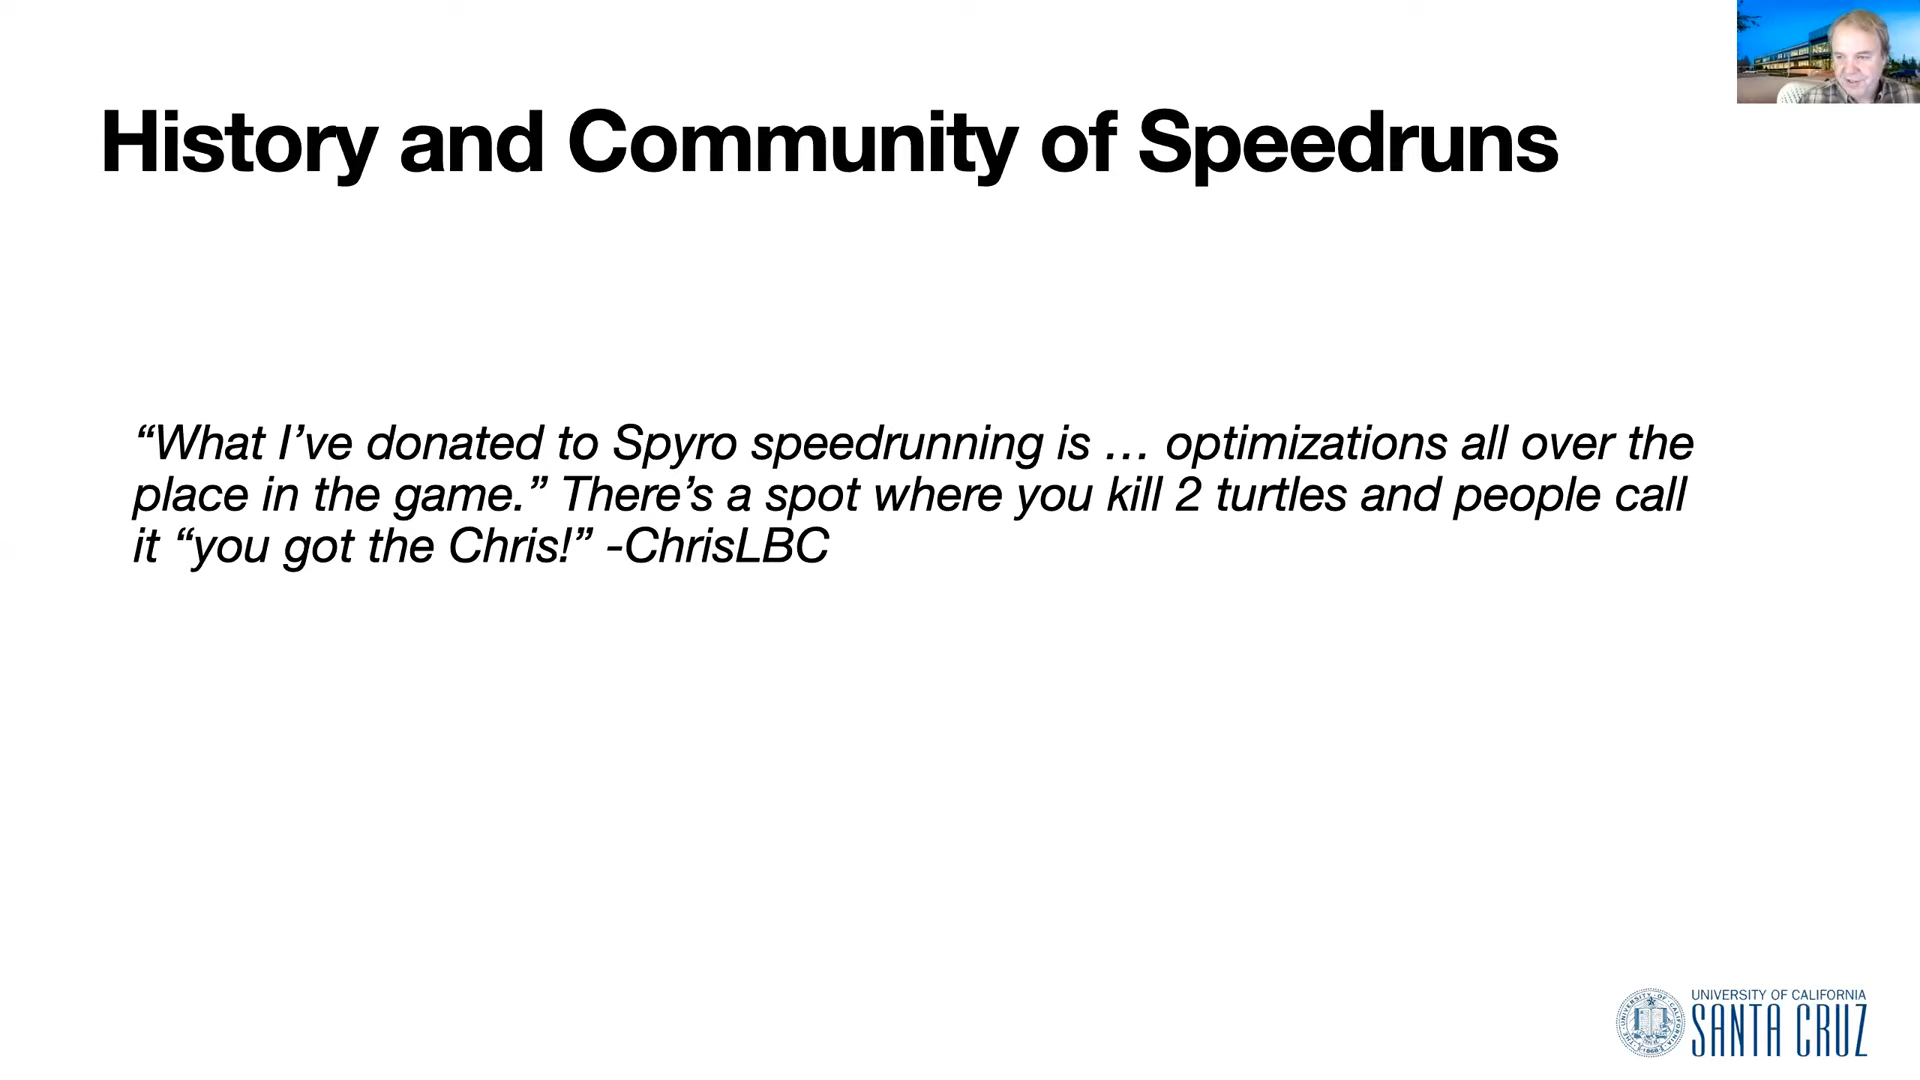 History and Community of Speedruns
“What I’ve donated to Spyro speedrunning is … optimizations all over the
place in the game.” There’s a spot where you kill 2 turtles and people call
it “you got the Chris!” -ChrisLBC
UNIVERSITY OF CALIFORNIA
SANTA CRUZ